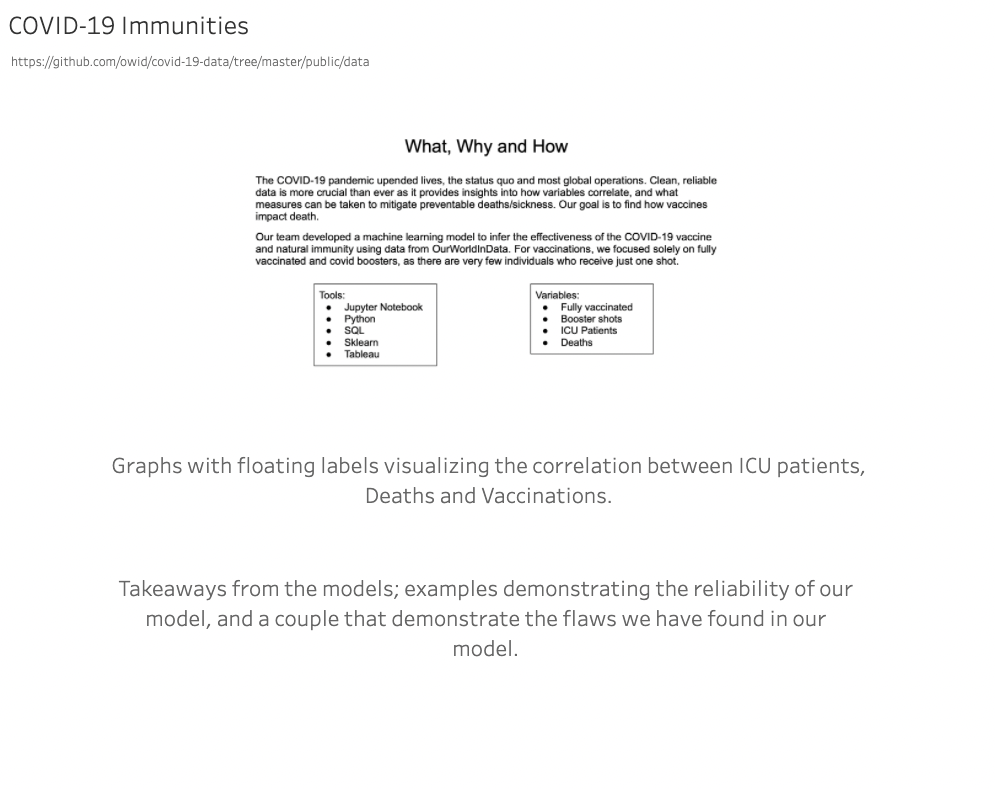 COVID-19 Immunities
https://github.com/owid/covid-19-data/tree/master/public/data
What, Why and How
The COVID-19 pandemic upended lives, the status quo and most global operations. Clean, reliable
data is more crucial than ever as it provides insights into how variables correlate, and what
measures can be taken to mitigate preventable deaths/sickness. Our goal is to find how vaccines
impact death.
Our team developed a machine learning model to infer the effectiveness of the COVID-19 vaccine
and natural immunity using data from OurWorldInData. For vaccinations, we focused solely on fully
vaccinated and covid boosters, as there are very few individuals who receive just one shot.
Tools:
● Jupyter Notebook
● Python
● SQL
● Sklearn
● Tableau
Variables:
● Fully vaccinated
● Booster shots
● ICU Patients
● Deaths
Graphs with floating labels visualizing the correlation between ICU patients,
Deaths and Vaccinations.
Takeaways from the models; examples demonstrating the reliability of our
model, and a couple that demonstrate the flaws we have found in our
model.